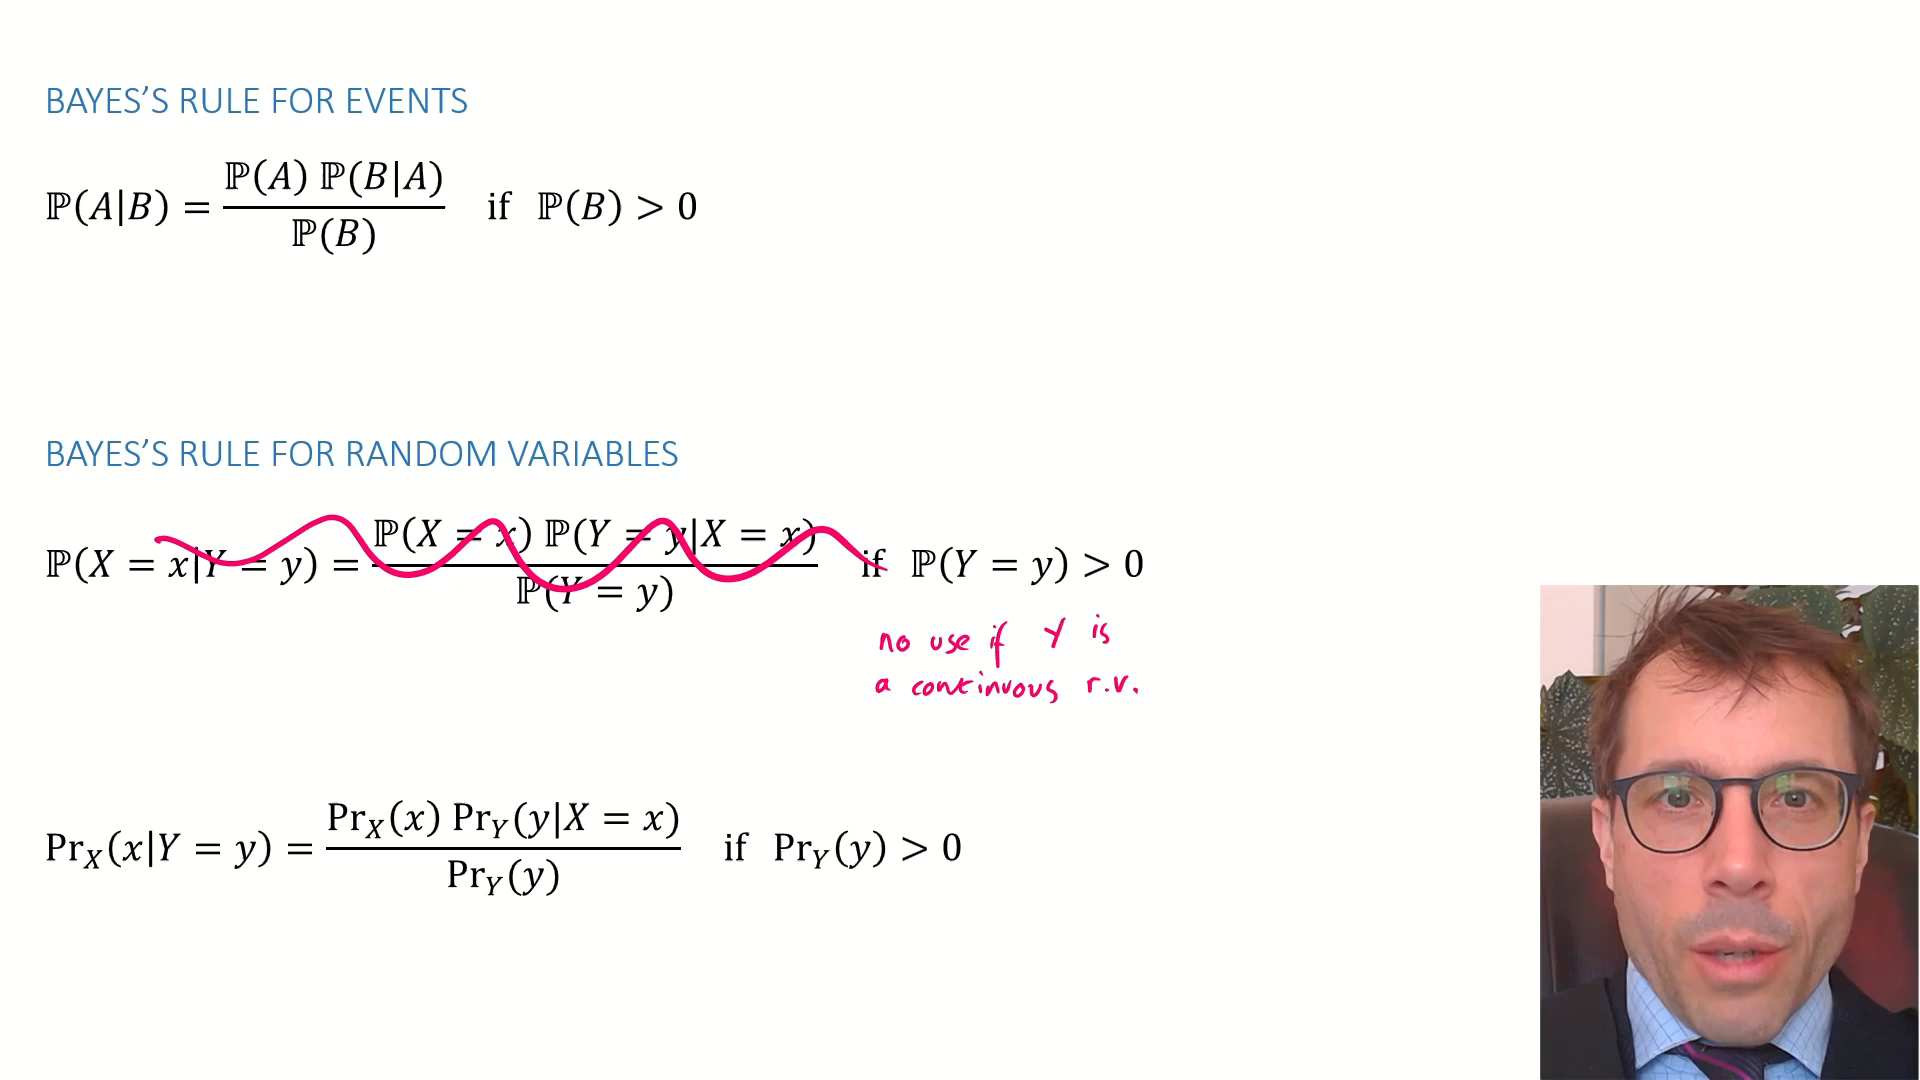 BAYES’S RULE FOR EVENTS
ℙ(A|B) = ℙ(A) ℙ(B|A) / ℙ(B) if ℙ(B) > 0
BAYES’S RULE FOR RANDOM VARIABLES
ℙ(X = x|Y = y) = ℙ(X = x) ℙ(Y = y|X = x) / ℙ(Y = y) if ℙ(Y = y) > 0
no use if Y is
a continuous r.v.
Pr_X(x|Y = y) = Pr_X(x) Pr_Y(y|X = x) / Pr_Y(y) if Pr_Y(y) > 0